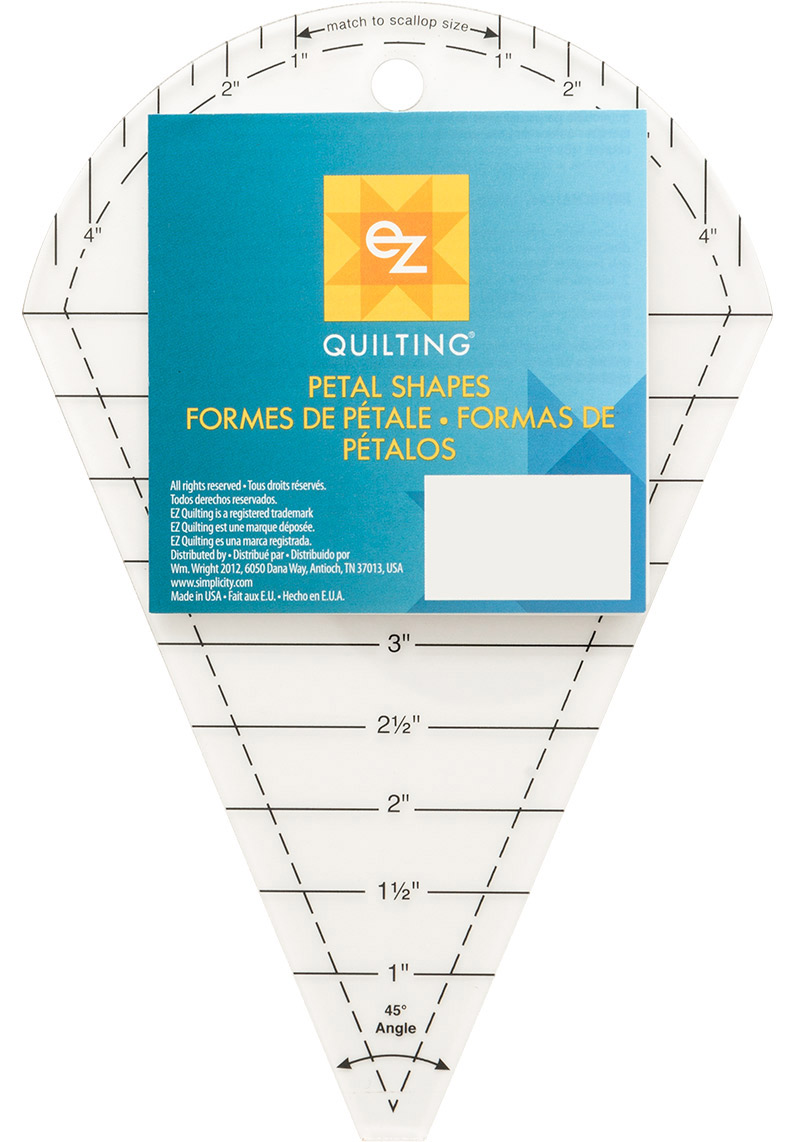 match to scallop size
1" 1"
2" 2"
4" 4"
ez
QUILTING®
PETAL SHAPES
FORMES DE PÉTALE • FORMAS DE
PÉTALOS
All rights reserved • Tous droits réservés.
Todos derechos reservados.
EZ Quilting is a registered trademark
EZ Quilting est une marque déposée.
EZ Quilting es una marca registrada.
Distributed by • Distribué par • Distribuido por
Wm. Wright 2012, 6050 Dana Way, Antioch, TN 37013, USA
www.simplicity.com
Made in USA • Fait aux E.U. • Hecho en E.U.A.
3"
2½"
2"
1½"
1"
45°
Angle